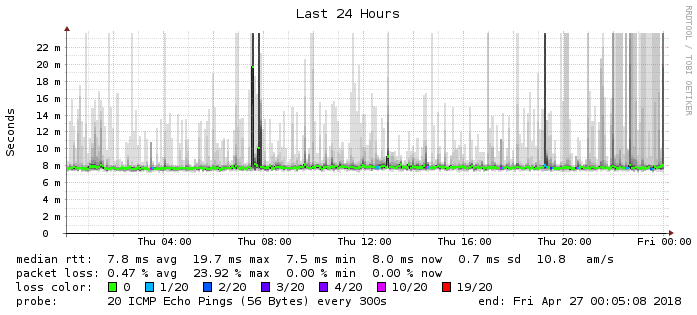 Last 24 Hours
RRDTOOL / TOBI OETIKER
Seconds
22 m
20 m
18 m
16 m
14 m
12 m
10 m
8 m
6 m
4 m
2 m
0
Thu 04:00 Thu 08:00 Thu 12:00 Thu 16:00 Thu 20:00 Fri 00:00
median rtt: 7.8 ms avg 19.7 ms max 7.5 ms min 8.0 ms now 0.7 ms sd 10.8 am/s
packet loss: 0.47 % avg 23.92 % max 0.00 % min 0.00 % now
loss color: 0 1/20 2/20 3/20 4/20 10/20 19/20
probe: 20 ICMP Echo Pings (56 Bytes) every 300s end: Fri Apr 27 00:05:08 2018